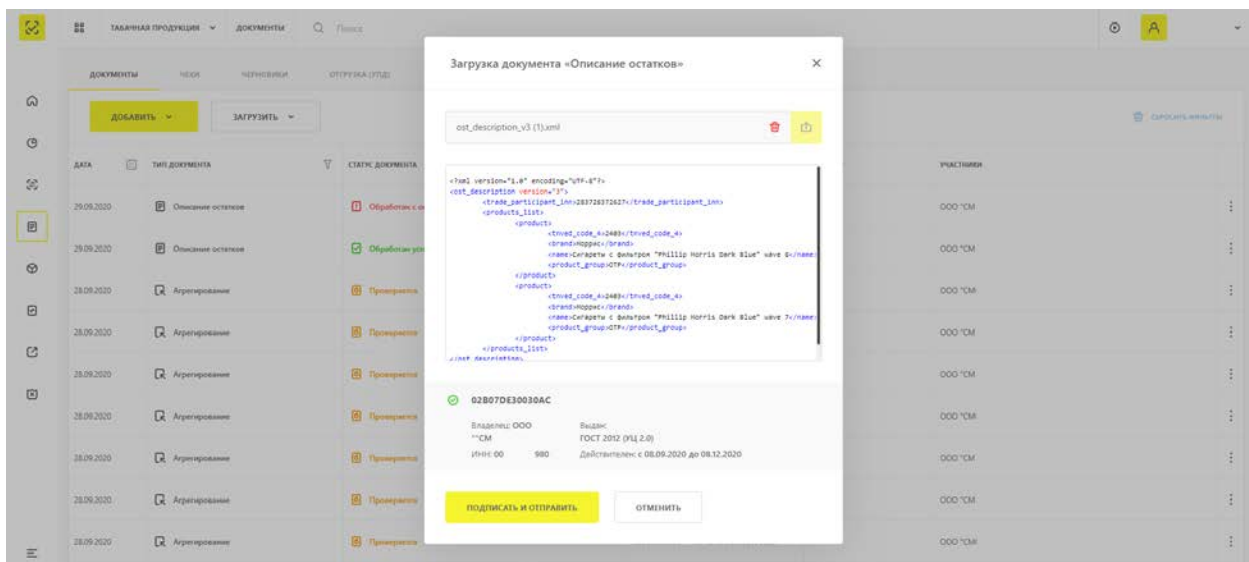 ТАБАЧНАЯ ПРОДУКЦИЯ ДОКУМЕНТЫ Поиск
ДОКУМЕНТЫ ЧЕКИ ЧЕРНОВИКИ ОТГРУЗКА (УПД)
ДОБАВИТЬ ЗАГРУЗИТЬ СБРОСИТЬ ФИЛЬТРЫ
ДАТА ТИП ДОКУМЕНТА СТАТУС ДОКУМЕНТА УЧАСТНИКИ
29.09.2020 Описание остатков Обработан с ООО "СМ
29.09.2020 Описание остатков Обработан ООО "СМ
28.09.2020 Агрегирование Проверяется ООО "СМ
28.09.2020 Агрегирование Проверяется ООО "СМ
28.09.2020 Агрегирование Проверяется ООО "СМ
28.09.2020 Агрегирование Проверяется ООО "СМ
28.09.2020 Агрегирование Проверяется ООО "СМ
28.09.2020 Агрегирование Проверяется ООО "СМ
28.09.2020 Агрегирование Проверяется ООО "СМ
Загрузка документа «Описание остатков»
ost_description_v3 (1).xml
<?xml version="1.0" encoding="UTF-8"?>
<ost_description version="3">
<trade_participant_inn>283728372627</trade_participant_inn>
<products_list>
<product>
<tnved_code_4>2403</tnved_code_4>
<brand>Моррис</brand>
<name>Сигареты с фильтром "Phillip Morris Dark Blue" wave 6</name>
<product_group>OTP</product_group>
</product>
<product>
<tnved_code_4>2403</tnved_code_4>
<brand>Моррис</brand>
<name>Сигареты с фильтром "Phillip Morris Dark Blue" wave 7</name>
<product_group>OTP</product_group>
</product>
</products_list>
</ost_description>
02B07DE30030AC
Владелец: ООО Выдан:
""СМ ГОСТ 2012 (УЦ 2.0)
ИНН: 00 980 Действителен: с 08.09.2020 до 08.12.2020
ПОДПИСАТЬ И ОТПРАВИТЬ ОТМЕНИТЬ